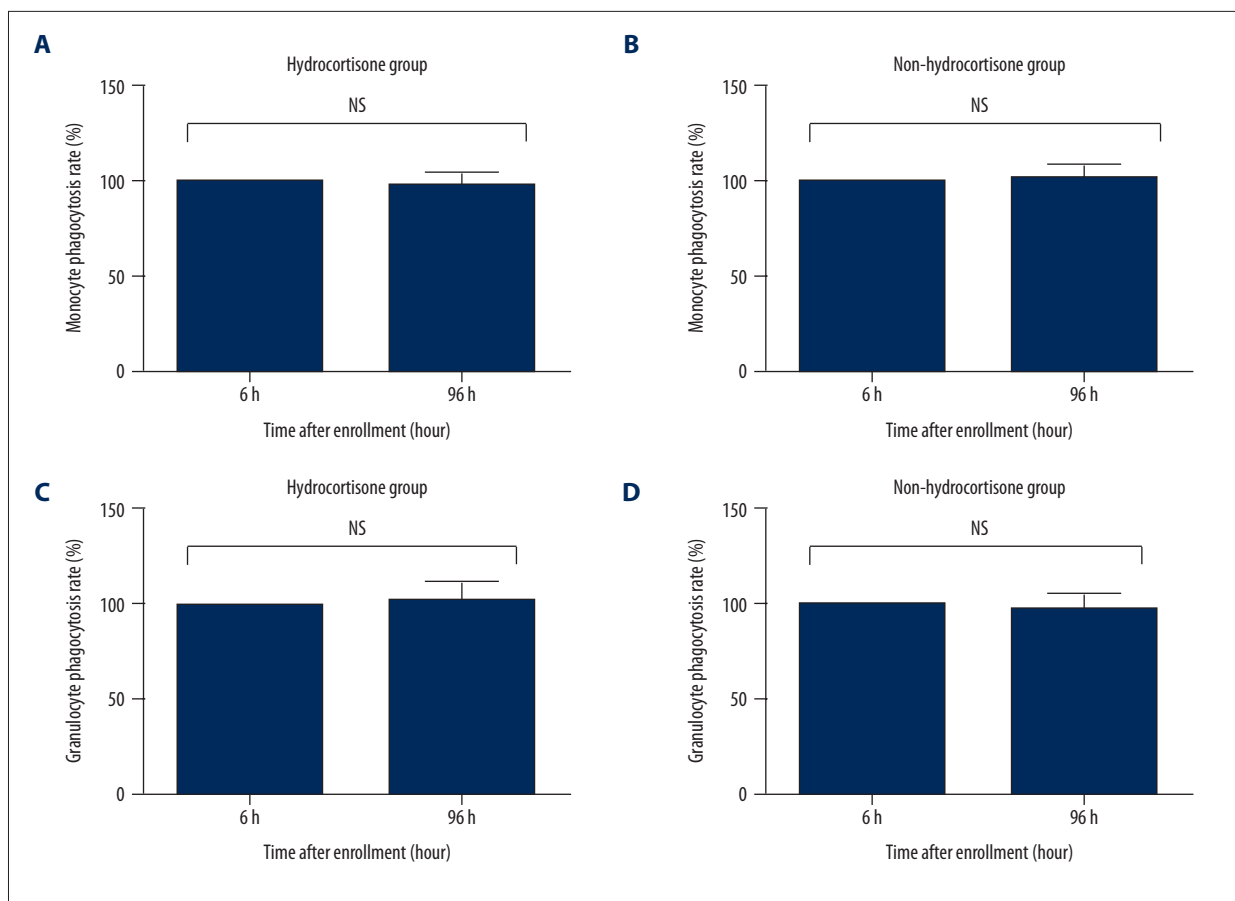 A
Hydrocortisone group
Monocyte phagocytosis rate (%)
150
100
50
0
NS
6 h
96 h
Time after enrollment (hour)
B
Non-hydrocortisone group
Monocyte phagocytosis rate (%)
150
100
50
0
NS
6 h
96 h
Time after enrollment (hour)
C
Hydrocortisone group
Granulocyte phagocytosis rate (%)
150
100
50
0
NS
6 h
96 h
Time after enrollment (hour)
D
Non-hydrocortisone group
Granulocyte phagocytosis rate (%)
150
100
50
0
NS
6 h
96 h
Time after enrollment (hour)